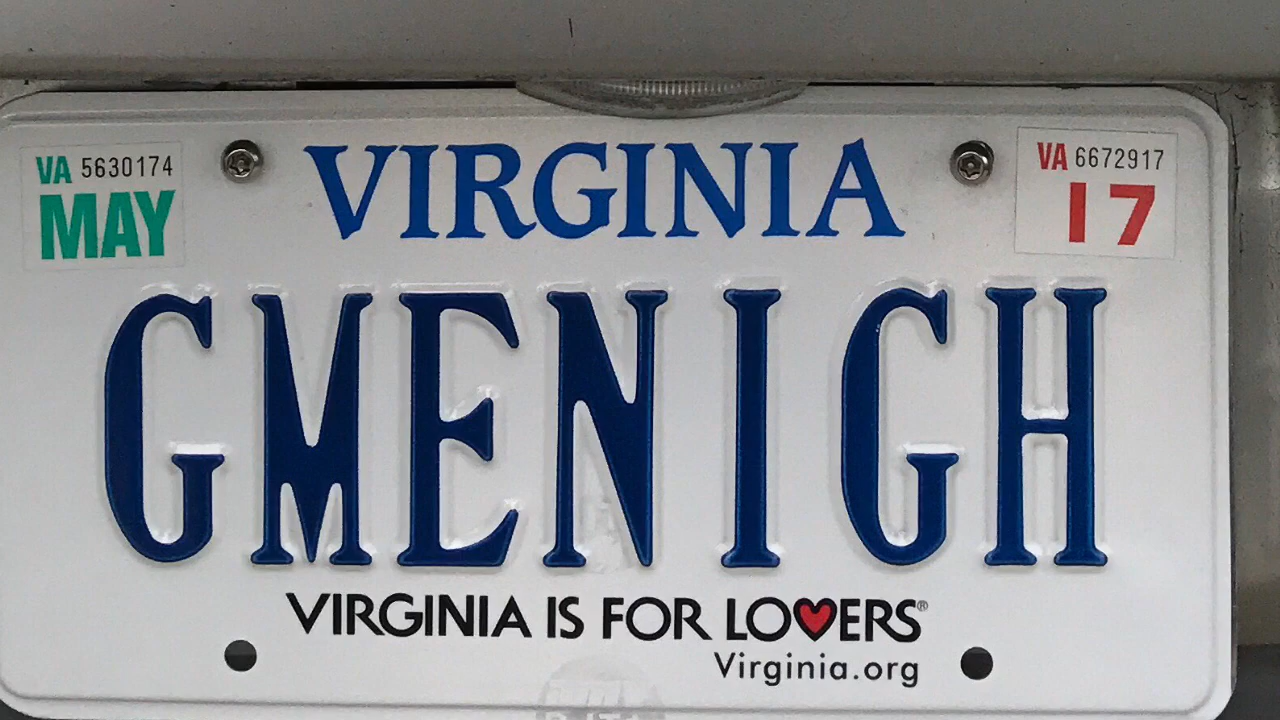 VIRGINIA
VA 5630174
MAY
VA 6672917
17
GMENIGH
VIRGINIA IS FOR LOVERS®
Virginia.org